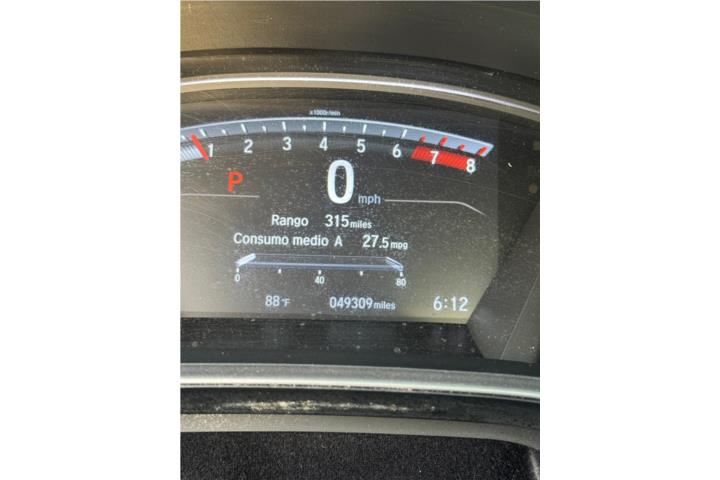 x1000r/min
1 2 3 4 5 6 7 8
P 0 mph
Rango 315 miles
Consumo medio A 27.5 mpg
0 40 80
88°F 049309 miles 6:12